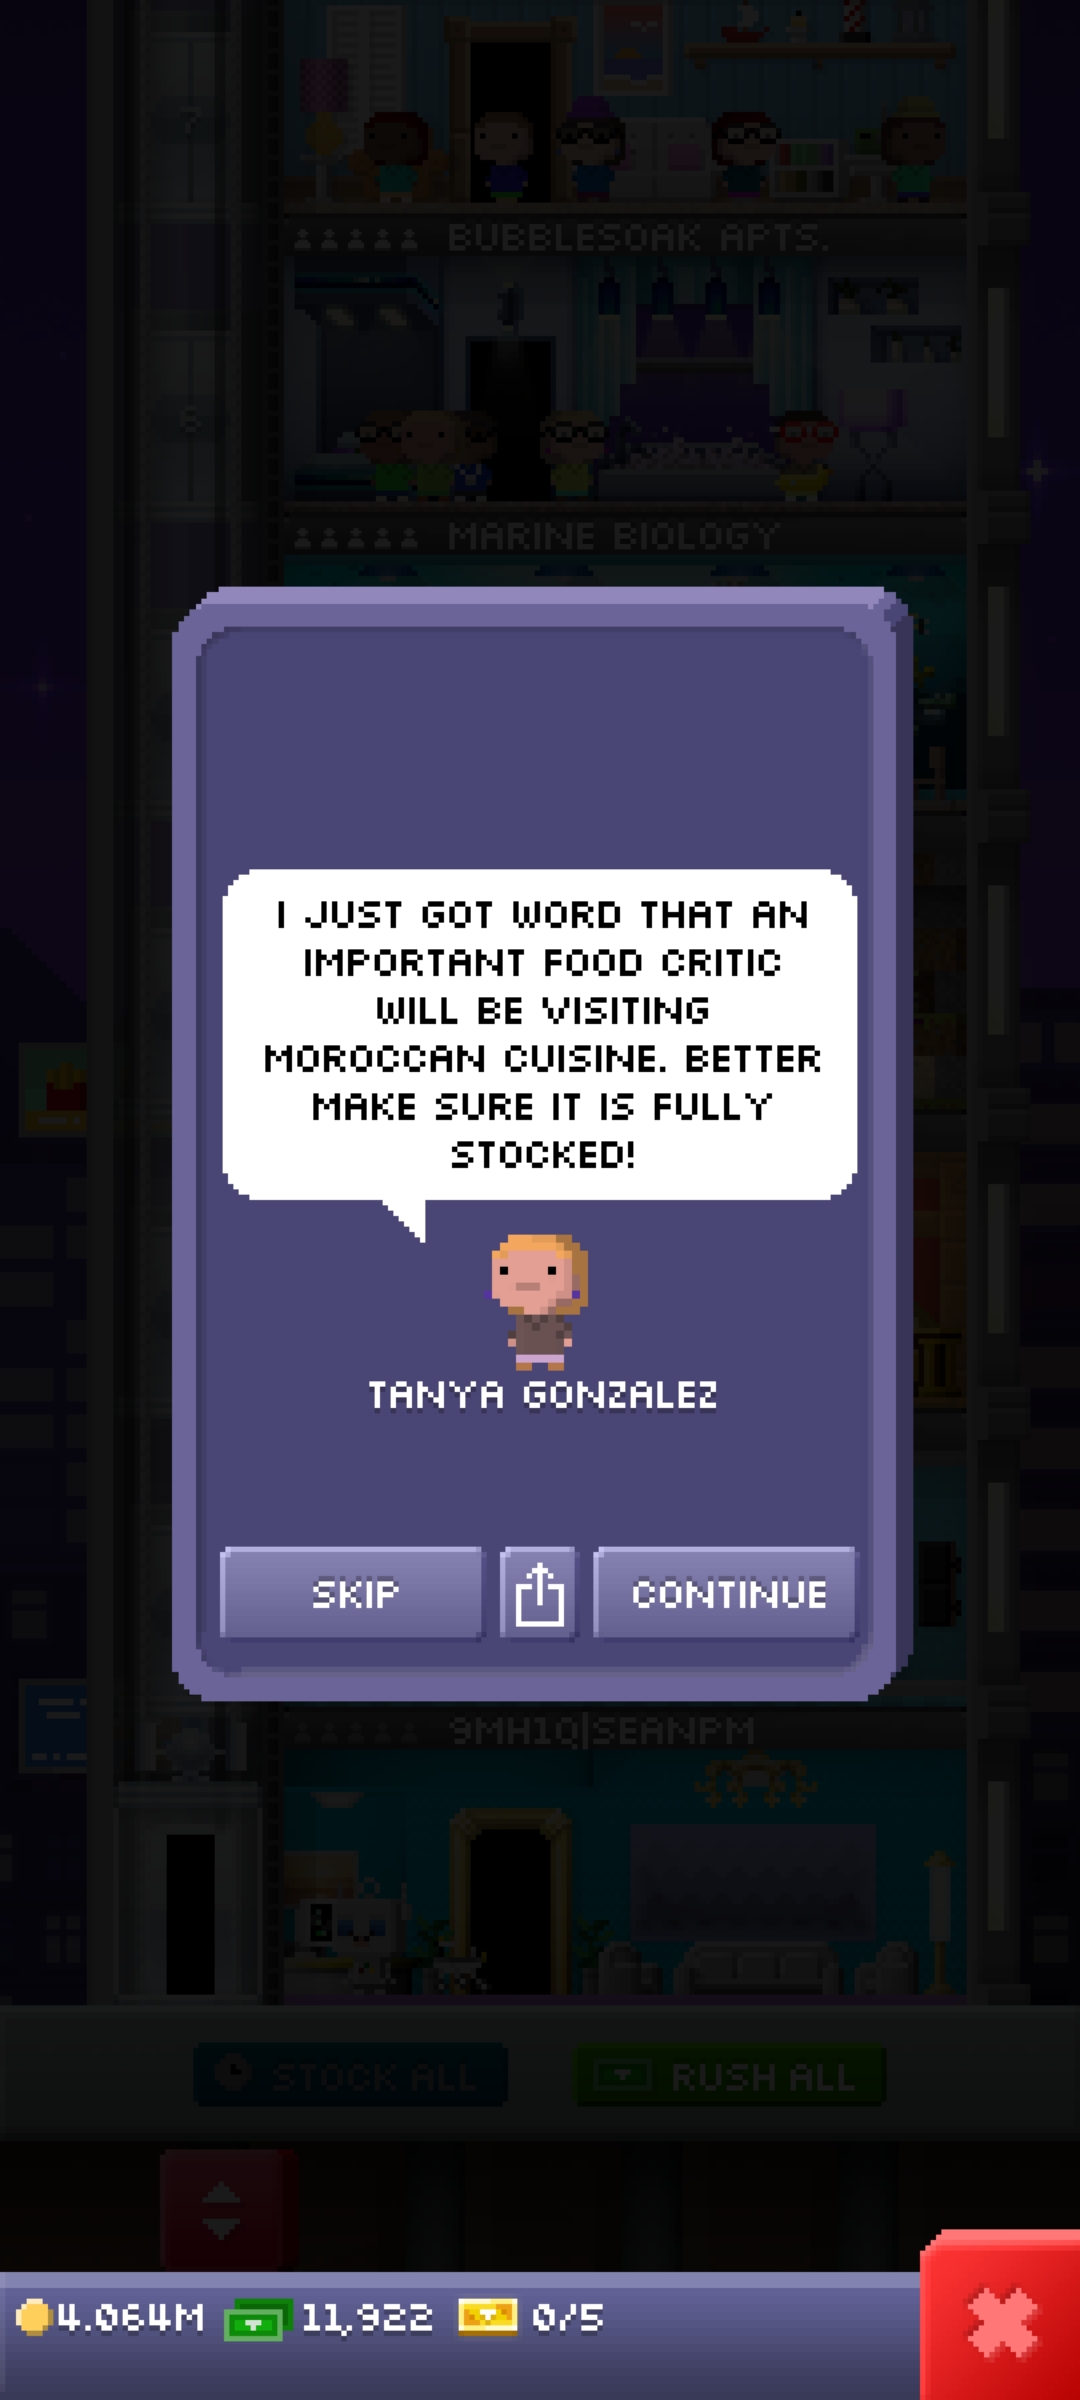 7
BUBBLESOAK APTS.
6
MARINE BIOLOGY
I JUST GOT WORD THAT AN
IMPORTANT FOOD CRITIC
WILL BE VISITING
MOROCCAN CUISINE. BETTER
MAKE SURE IT IS FULLY
STOCKED!
TANYA GONZALEZ
SKIP
CONTINUE
9MH1Q|SEANPM
STOCK ALL
RUSH ALL
4.064M
11,922
0/5